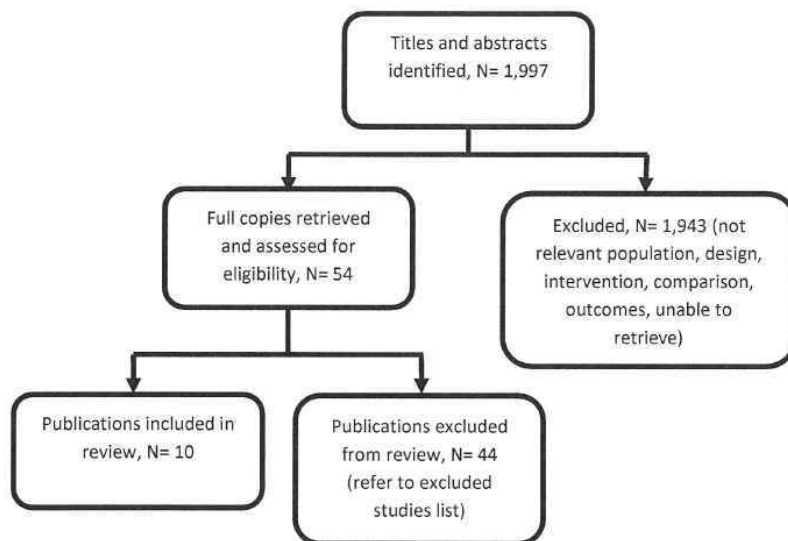 Titles and abstracts
identified, N= 1,997
Full copies retrieved
and assessed for
eligibility, N= 54
Excluded, N= 1,943 (not
relevant population, design,
intervention, comparison,
outcomes, unable to
retrieve)
Publications included in
review, N= 10
Publications excluded
from review, N= 44
(refer to excluded
studies list)